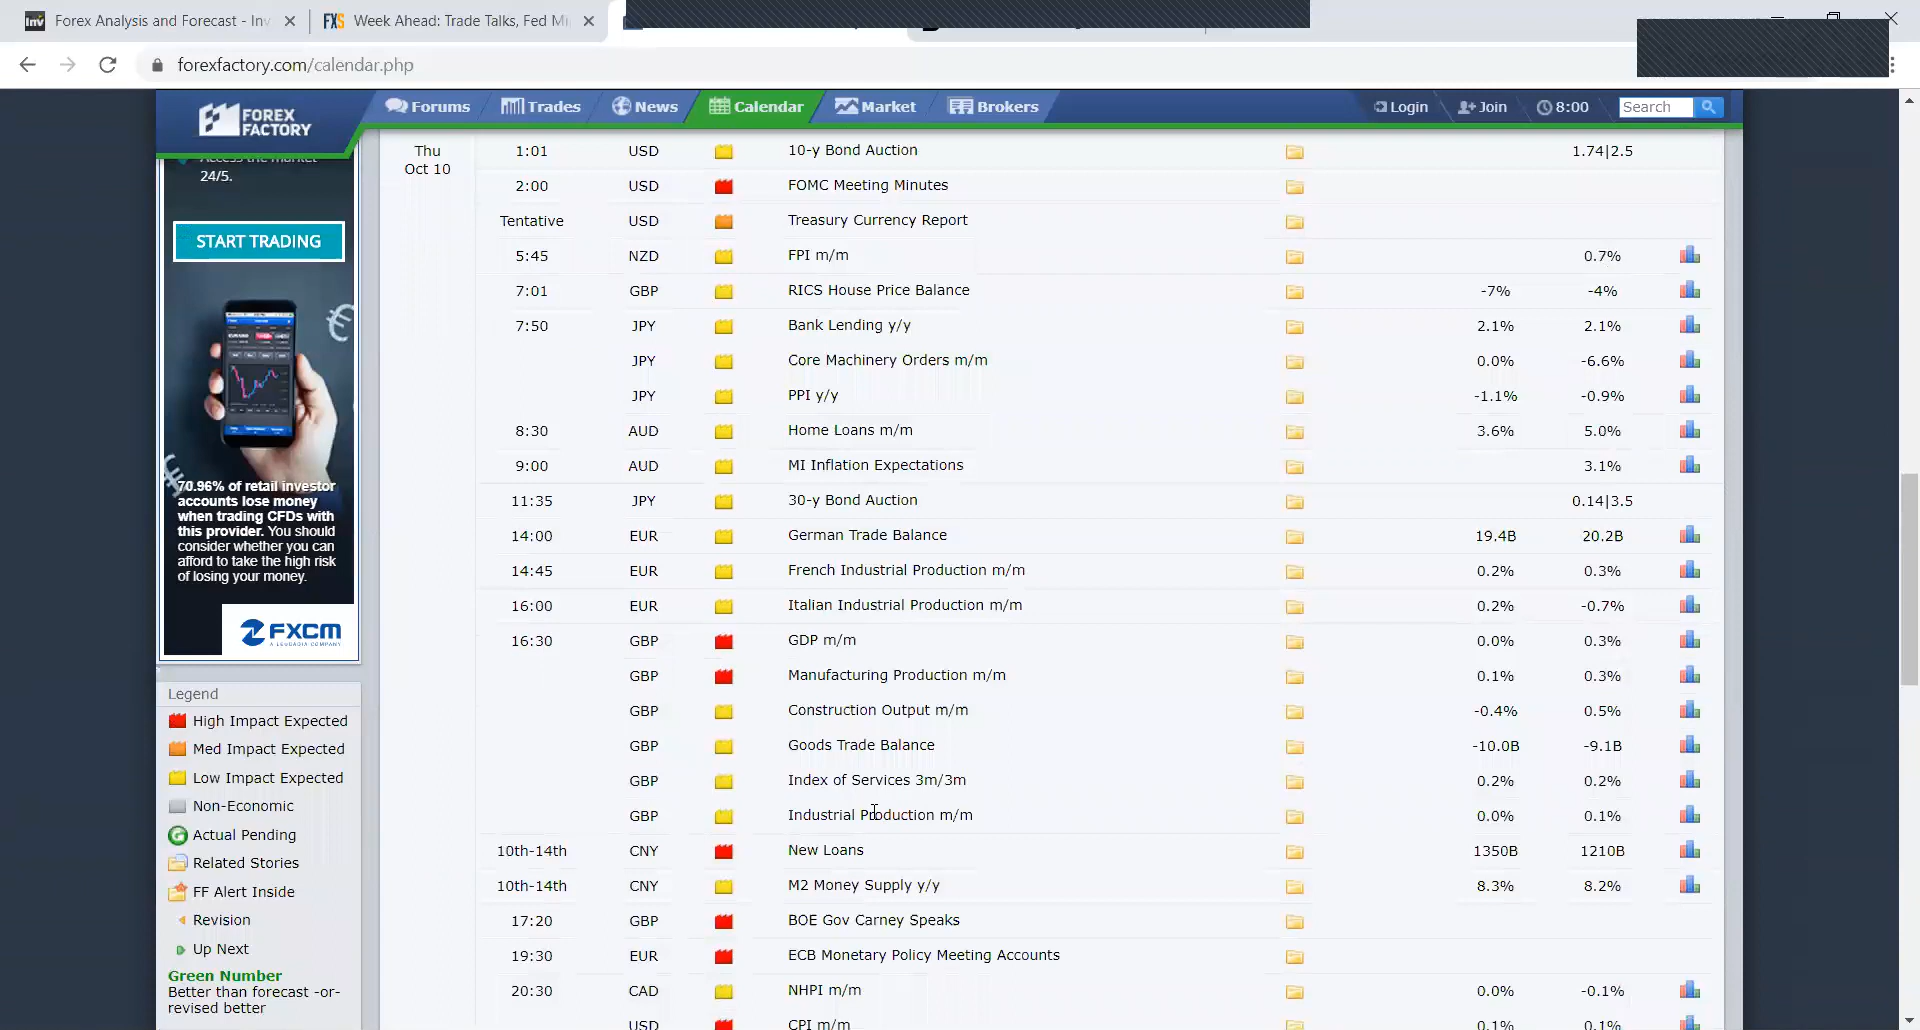 Forex Analysis and Forecast - Inv
FXS Week Ahead: Trade Talks, Fed Mi
forexfactory.com/calendar.php
FOREX FACTORY
Forums
Trades
News
Calendar
Market
Brokers
Login
Join
8:00
Search
24/5.
START TRADING
70.96% of retail investor
accounts lose money
when trading CFDs with
this provider. You should
consider whether you can
afford to take the high risk
of losing your money.
FXCM
Legend
High Impact Expected
Med Impact Expected
Low Impact Expected
Non-Economic
Actual Pending
Related Stories
FF Alert Inside
Revision
Up Next
Green Number
Better than forecast -or-
revised better
Thu
Oct 10
1:01 USD 10-y Bond Auction 1.74|2.5
2:00 USD FOMC Meeting Minutes
Tentative USD Treasury Currency Report
5:45 NZD FPI m/m 0.7%
7:01 GBP RICS House Price Balance -7% -4%
7:50 JPY Bank Lending y/y 2.1% 2.1%
JPY Core Machinery Orders m/m 0.0% -6.6%
JPY PPI y/y -1.1% -0.9%
8:30 AUD Home Loans m/m 3.6% 5.0%
9:00 AUD MI Inflation Expectations 3.1%
11:35 JPY 30-y Bond Auction 0.14|3.5
14:00 EUR German Trade Balance 19.4B 20.2B
14:45 EUR French Industrial Production m/m 0.2% 0.3%
16:00 EUR Italian Industrial Production m/m 0.2% -0.7%
16:30 GBP GDP m/m 0.0% 0.3%
GBP Manufacturing Production m/m 0.1% 0.3%
GBP Construction Output m/m -0.4% 0.5%
GBP Goods Trade Balance -10.0B -9.1B
GBP Index of Services 3m/3m 0.2% 0.2%
GBP Industrial Production m/m 0.0% 0.1%
10th-14th CNY New Loans 1350B 1210B
10th-14th CNY M2 Money Supply y/y 8.3% 8.2%
17:20 GBP BOE Gov Carney Speaks
19:30 EUR ECB Monetary Policy Meeting Accounts
20:30 CAD NHPI m/m 0.0% -0.1%
USD CPI m/m 0.1% 0.1%